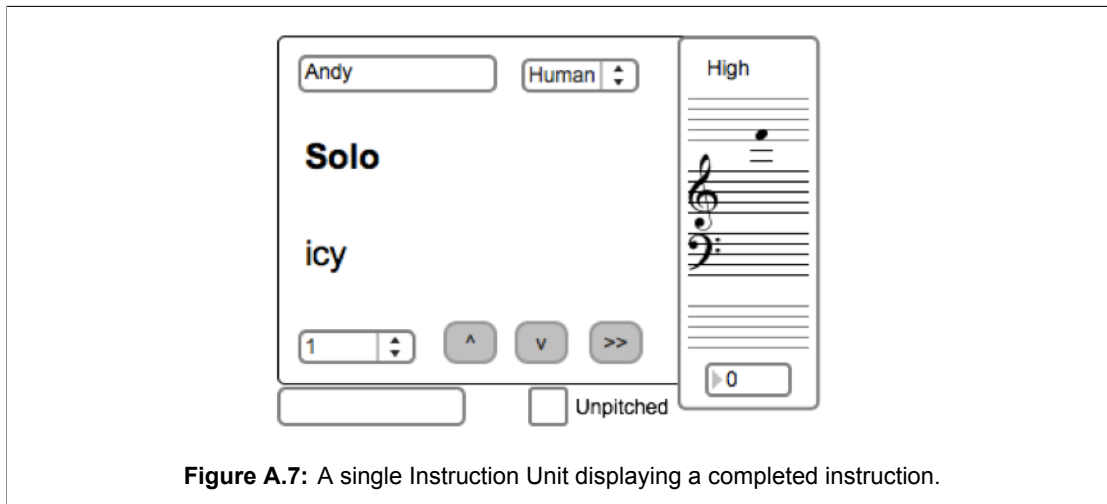 Andy
Human
High
Solo
icy
1
^
v
>>
0
Unpitched
Figure A.7: A single Instruction Unit displaying a completed instruction.